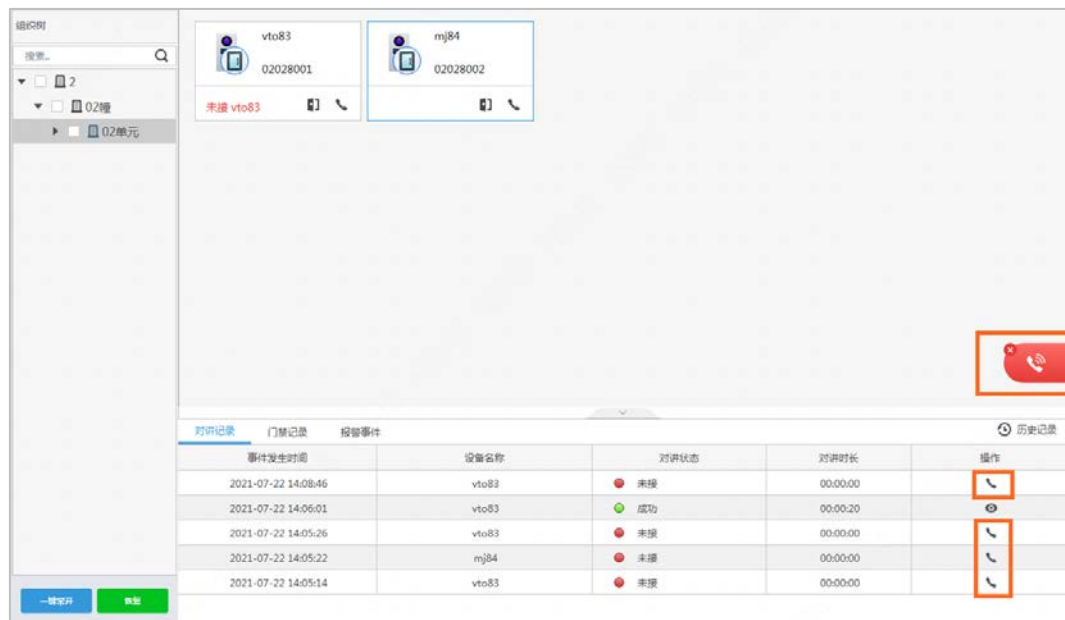 组织树
搜索...
2
02幢
02单元
vto83
02028001
未接 vto83
mj84
02028002
对讲记录 门禁记录 报警事件 历史记录
事件发生时间 设备名称 对讲状态 对讲时长 操作
2021-07-22 14:08:46 vto83 未接 00:00:00
2021-07-22 14:06:01 vto83 成功 00:00:20
2021-07-22 14:05:26 vto83 未接 00:00:00
2021-07-22 14:05:22 mj84 未接 00:00:00
2021-07-22 14:05:14 vto83 未接 00:00:00
一键常开 恢复